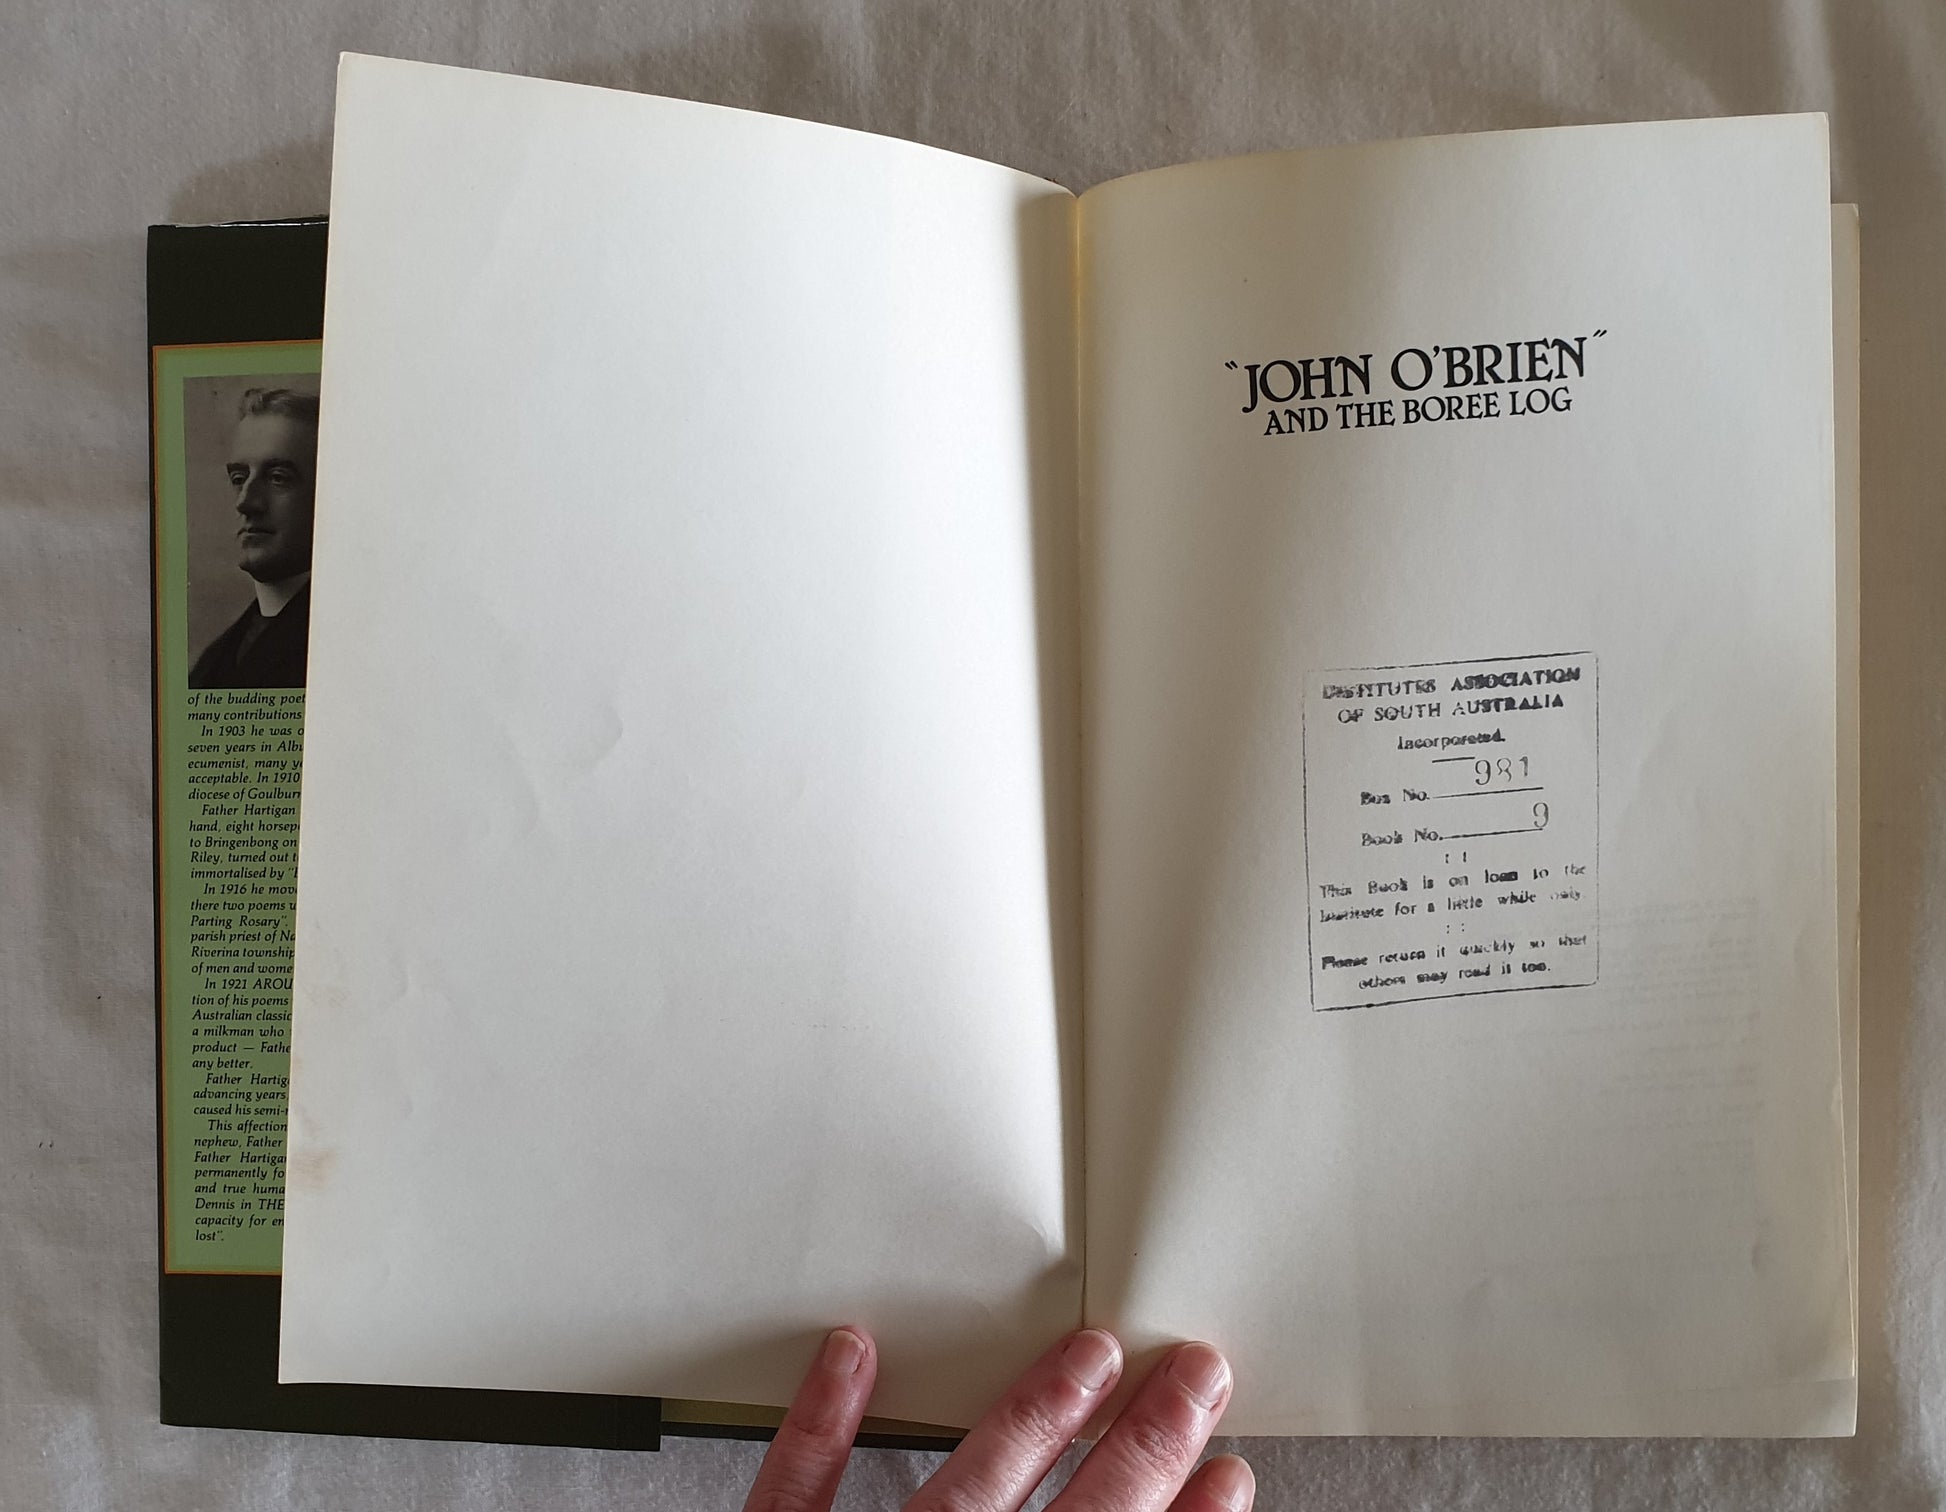 of the budding poet
many contributions
In 1903 he was o
seven years in Albu
ecumenist, many ye
acceptable. In 1910
diocese of Goulburn
Father Hartigan
hand, eight horsep
to Bringenbong on
Riley, turned out t
immortalised by "
In 1916 he mov
there two poems w
Parting Rosary".
parish priest of Na
Riverina township
of men and wome
In 1921 AROU
tion of his poems
Australian classic
a milkman who
product — Fathe
any better.
Father Hartig
advancing years,
caused his semi-r
This affection
nephew, Father
Father Hartigan
permanently fo
and true huma
Dennis in THE
capacity for en
lost".
"JOHN O'BRIEN"
AND THE BOREE LOG
INSTITUTES ASSOCIATION
OF SOUTH AUSTRALIA
Incorporated.
Box No. 981
Book No. 9
: :
This Book is on loan to the
Institute for a little while only.
: :
Please return it quickly so that
others may read it too.